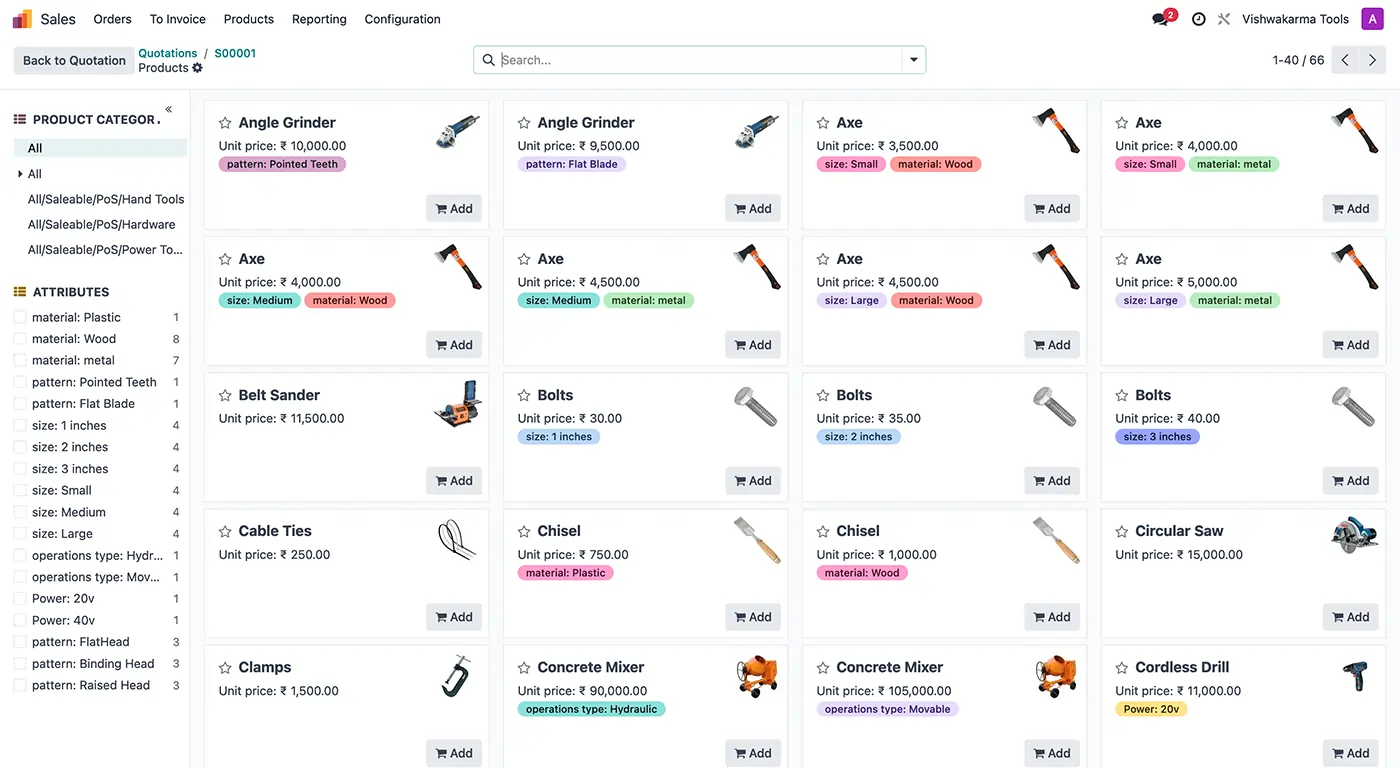 Sales Orders To Invoice Products Reporting Configuration 2 Vishwakarma Tools A
Back to Quotation Quotations / S00001
Products Search... 1-40 / 66
PRODUCT CATEGOR.
All
All
All/Saleable/PoS/Hand Tools
All/Saleable/PoS/Hardware
All/Saleable/PoS/Power To...
ATTRIBUTES
material: Plastic 1
material: Wood 8
material: metal 7
pattern: Pointed Teeth 1
pattern: Flat Blade 1
size: 1 inches 4
size: 2 inches 4
size: 3 inches 4
size: Small 4
size: Medium 4
size: Large 4
operations type: Hydr... 1
operations type: Mov... 1
Power: 20v 1
Power: 40v 1
pattern: FlatHead 3
pattern: Binding Head 3
pattern: Raised Head 3
Angle Grinder
Unit price: ₹ 10,000.00
pattern: Pointed Teeth
Add
Angle Grinder
Unit price: ₹ 9,500.00
pattern: Flat Blade
Add
Axe
Unit price: ₹ 3,500.00
size: Small material: Wood
Add
Axe
Unit price: ₹ 4,000.00
size: Small material: metal
Add
Axe
Unit price: ₹ 4,000.00
size: Medium material: Wood
Add
Axe
Unit price: ₹ 4,500.00
size: Medium material: metal
Add
Axe
Unit price: ₹ 4,500.00
size: Large material: Wood
Add
Axe
Unit price: ₹ 5,000.00
size: Large material: metal
Add
Belt Sander
Unit price: ₹ 11,500.00
Add
Bolts
Unit price: ₹ 30.00
size: 1 inches
Add
Bolts
Unit price: ₹ 35.00
size: 2 inches
Add
Bolts
Unit price: ₹ 40.00
size: 3 inches
Add
Cable Ties
Unit price: ₹ 250.00
Add
Chisel
Unit price: ₹ 750.00
material: Plastic
Add
Chisel
Unit price: ₹ 1,000.00
material: Wood
Add
Circular Saw
Unit price: ₹ 15,000.00
Add
Clamps
Unit price: ₹ 1,500.00
Add
Concrete Mixer
Unit price: ₹ 90,000.00
operations type: Hydraulic
Add
Concrete Mixer
Unit price: ₹ 105,000.00
operations type: Movable
Add
Cordless Drill
Unit price: ₹ 11,000.00
Power: 20v
Add